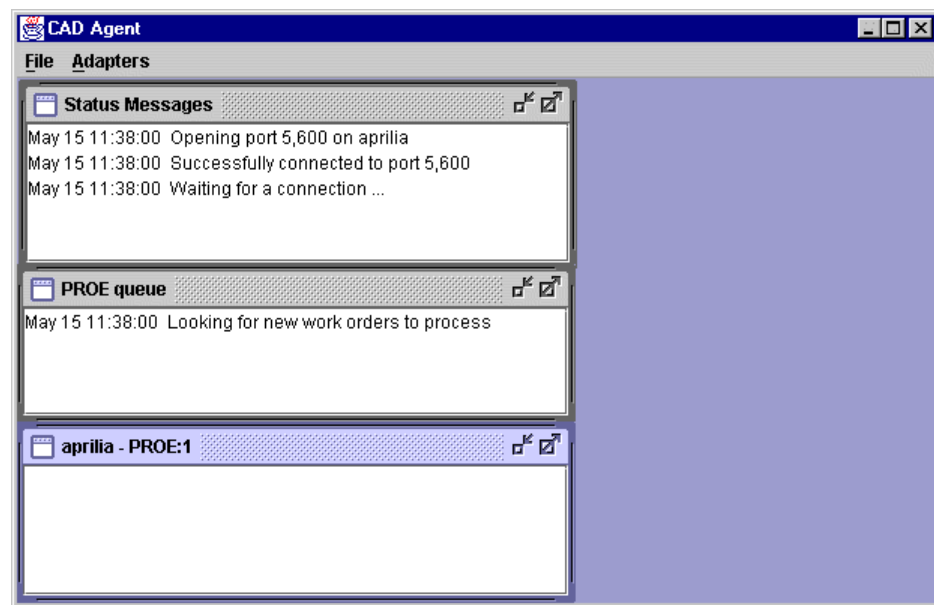 CAD Agent
File Adapters
Status Messages
May 15 11:38:00 Opening port 5,600 on aprilia
May 15 11:38:00 Successfully connected to port 5,600
May 15 11:38:00 Waiting for a connection ...
PROE queue
May 15 11:38:00 Looking for new work orders to process
aprilia - PROE:1